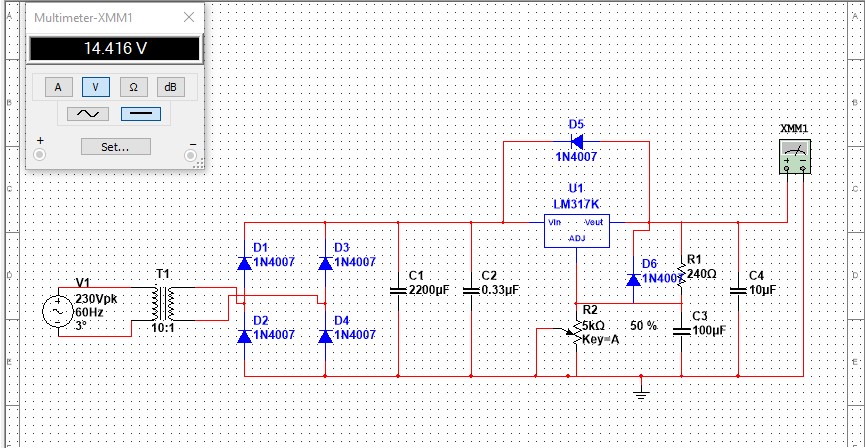 Multimeter-XMM1
14.416 V
A
V
Ω
dB
+
Set...
−
A
B
C
D
E
A
B
C
D
E
XMM1
D5
1N4007
U1
LM317K
Vin
Vout
ADJ
D1
1N4007
D3
1N4007
C1
2200µF
C2
0.33µF
D6
1N4007
R1
240Ω
C4
10µF
V1
230Vpk
60Hz
3°
T1
10:1
D2
1N4007
D4
1N4007
R2
5kΩ
Key=A
50 %
C3
100µF